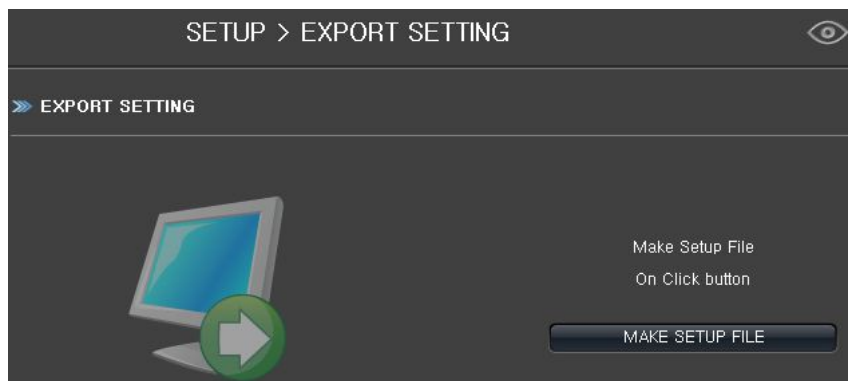 SETUP > EXPORT SETTING
EXPORT SETTING
Make Setup File
On Click button
MAKE SETUP FILE